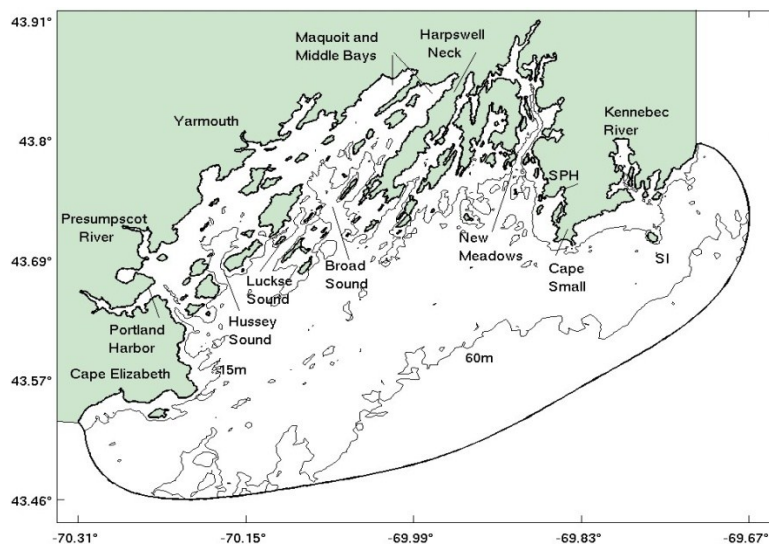 43.91°
Maquoit and
Middle Bays
Harpswell
Neck
Yarmouth
43.8°
Kennebec
River
SPH
Presumpscot
River
43.69°
New
Meadows
Cape
Small
SI
Broad
Sound
Luckse
Sound
Hussey
Sound
Portland
Harbor
15m
60m
Cape Elizabeth
43.57°
43.46°
-70.31
-70.15
-69.99
-69.83
-69.67